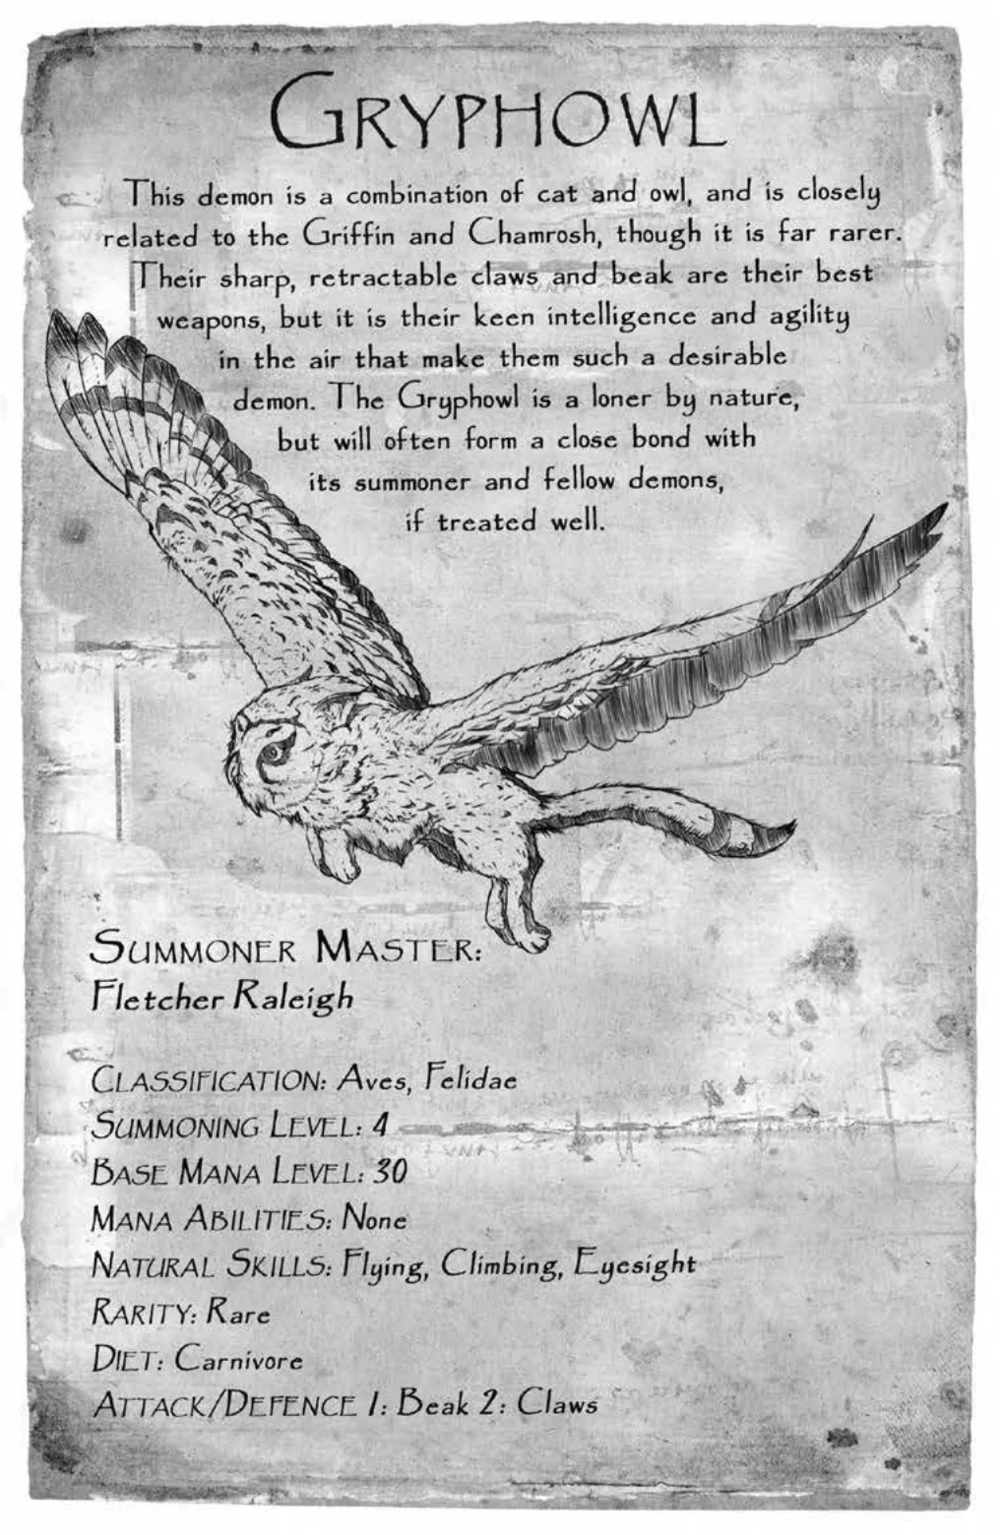 GRYPHOWL
This demon is a combination of cat and owl, and is closely
related to the Griffin and Chamrosh, though it is far rarer.
Their sharp, retractable claws and beak are their best
weapons, but it is their keen intelligence and agility
in the air that make them such a desirable
demon. The Gryphowl is a loner by nature,
but will often form a close bond with
its summoner and fellow demons,
if treated well.
SUMMONER MASTER:
Fletcher Raleigh
CLASSIFICATION: Aves, Felidae
SUMMONING LEVEL: 4
BASE MANA LEVEL: 30
MANA ABILITIES: None
NATURAL SKILLS: Flying, Climbing, Eyesight
RARITY: Rare
DIET: Carnivore
ATTACK/DEFENCE 1: Beak 2: Claws